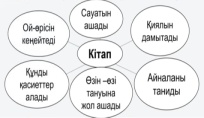 Сауатын
ашады
Ой-өрісін
кеңейтеді
Қиялын
дамытады
Кітап
Құнды
қасиеттер
алады
Өзін –өзі
тануына
жол ашады
Айналаны
таниды